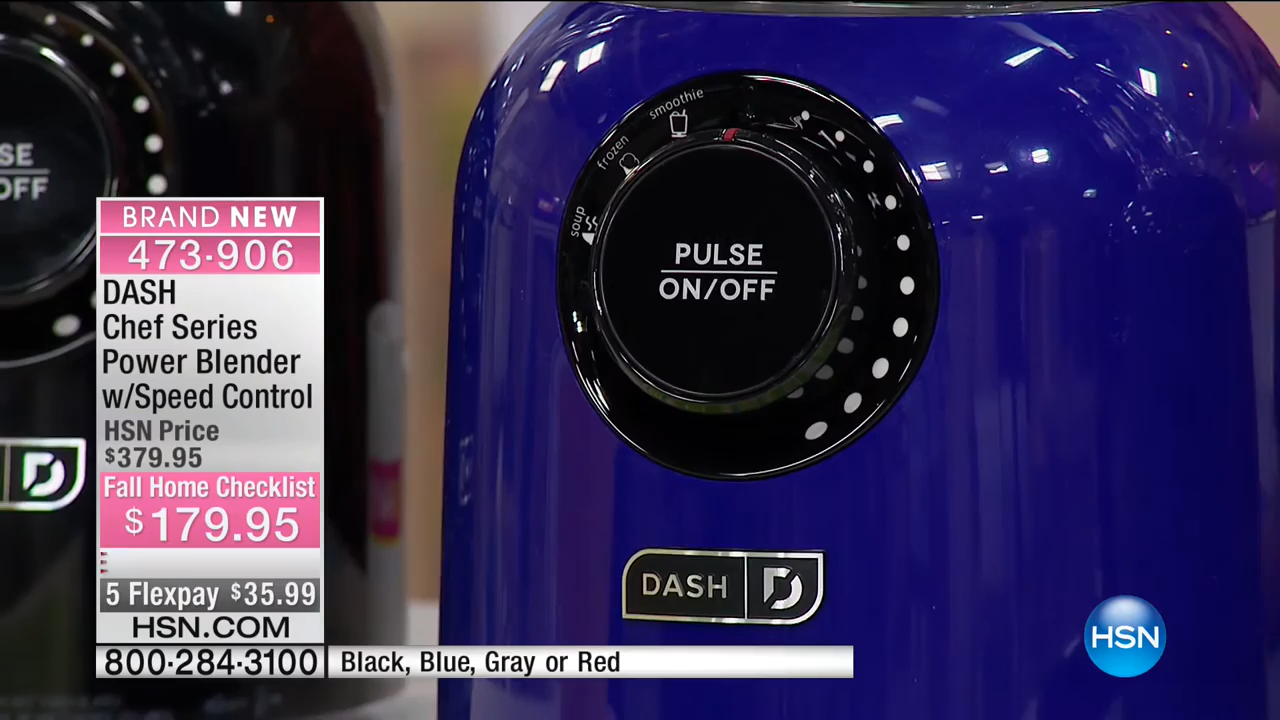 BRAND NEW
473-906
DASH
Chef Series
Power Blender
w/Speed Control
HSN Price
$379.95
Fall Home Checklist
$179.95
5 Flexpay $35.99
HSN.COM
800-284-3100
Black, Blue, Gray or Red
SE
OFF
smoothie
frozen
soup
PULSE
ON/OFF
DASH D
D
HSN